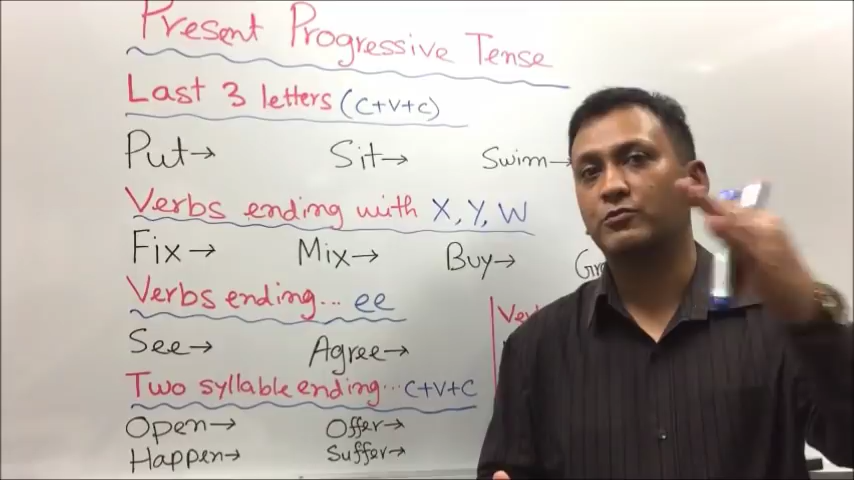 Present Progressive Tense
Last 3 letters (C+V+C)
Put→ Sit→ Swim→
Verbs ending with X, Y, W
Fix→ Mix→ Buy→
Verbs ending... ee
See→ Agree→
Two syllable ending... C+V+C
Open→ Offer→
Happen→ Suffer→